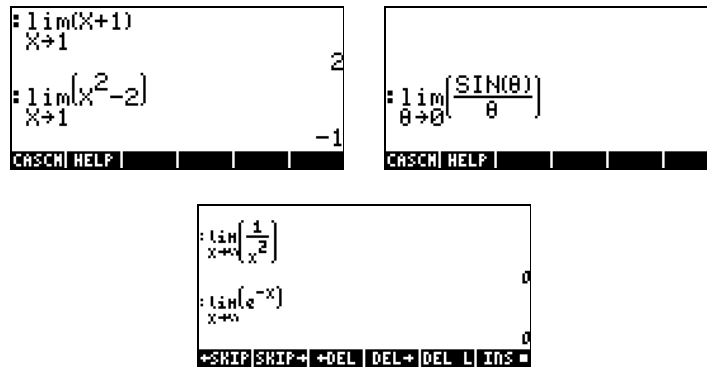 :lim(X+1)
X→1
2
:lim(X²-2)
X→1
-1
CASCM HELP
:lim(SIN(θ)/θ)
θ→0
CASCM HELP
:lim(1/X²)
X→∞
0
:lim(e^-X)
X→∞
0
←SKIP SKIP→ ←DEL DEL→ DEL L INS ■